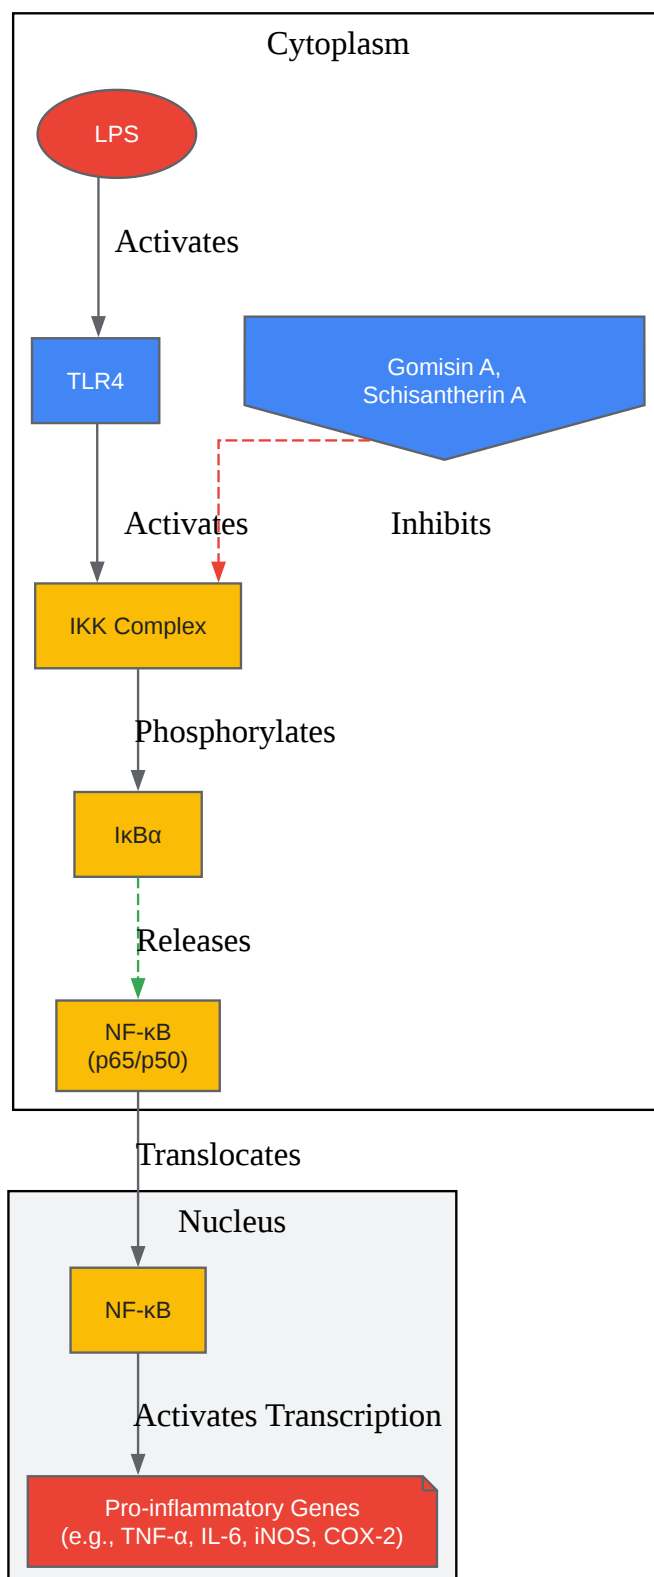 Cytoplasm
LPS
Activates
TLR4
Gomisin A,
Schisantherin A
Activates
Inhibits
IKK Complex
Phosphorylates
IκBα
Releases
NF-κB
(p65/p50)
Translocates
Nucleus
NF-κB
Activates Transcription
Pro-inflammatory Genes
(e.g., TNF-α, IL-6, iNOS, COX-2)